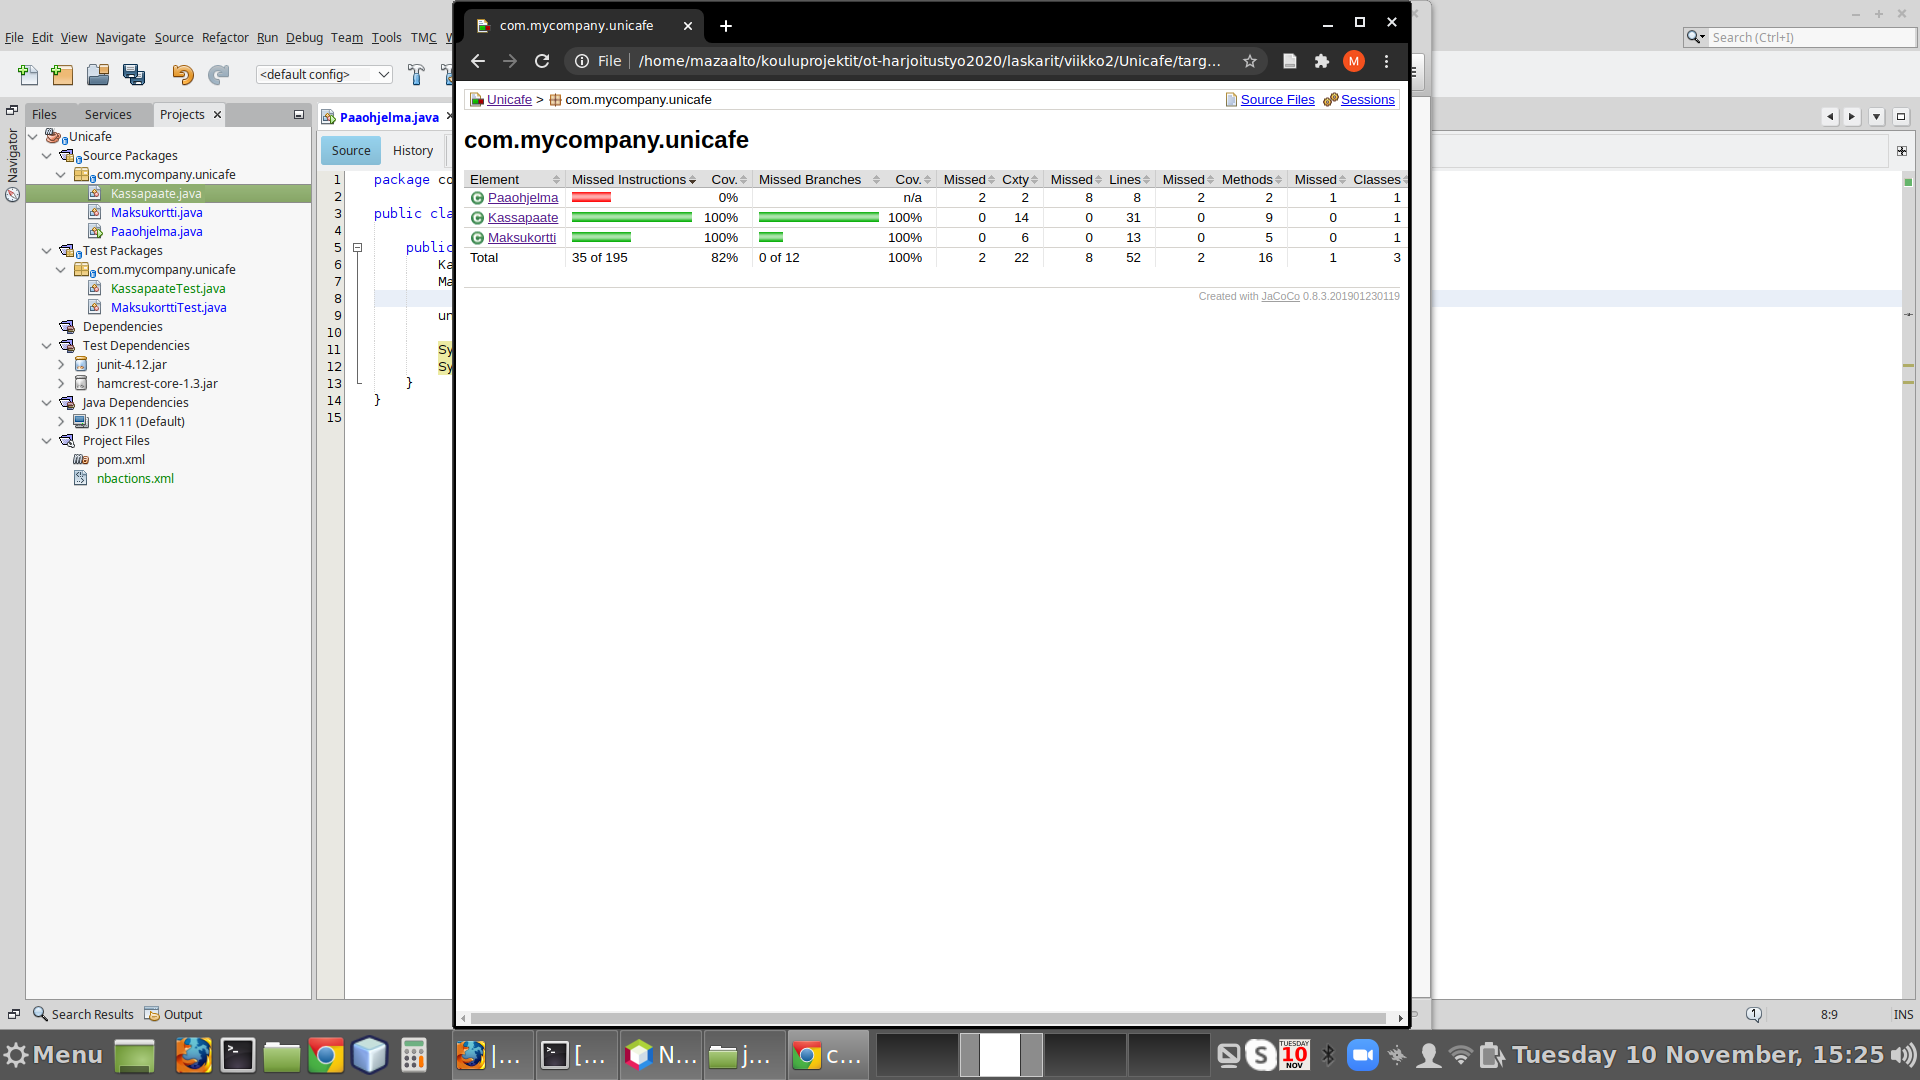 com.mycompany.unicafe
File Edit View Navigate Source Refactor Run Debug Team Tools TMC
Search (Ctrl+I)
File /home/mazaalto/kouluprojektit/ot-harjoitustyo2020/laskarit/viikko2/Unicafe/targ...
M
<default config>
Unicafe > com.mycompany.unicafe Source Files Sessions
Files Services Projects
Paaohjelma.java
Navigator
Source History
com.mycompany.unicafe
Element Missed Instructions Cov. Missed Branches Cov. Missed Cxty Missed Lines Missed Methods Missed Classes
Paaohjelma 0% n/a 2 2 8 8 2 2 1 1
Kassapaate 100% 100% 0 14 0 31 0 9 0 1
Maksukortti 100% 100% 0 6 0 13 0 5 0 1
Total 35 of 195 82% 0 of 12 100% 2 22 8 52 2 16 1 3
Created with JaCoCo 0.8.3.201901230119
Unicafe
Source Packages
com.mycompany.unicafe
Kassapaate.java
Maksukortti.java
Paaohjelma.java
Test Packages
com.mycompany.unicafe
KassapaateTest.java
MaksukorttiTest.java
Dependencies
Test Dependencies
junit-4.12.jar
hamcrest-core-1.3.jar
Java Dependencies
JDK 11 (Default)
Project Files
pom.xml
nbactions.xml
1 package co
2
3 public cla
4
5 public
6 Ka
7 Ma
8
9 un
10
11 Sy
12 Sy
13 }
14 }
15
Search Results Output
1 8:9 INS
Menu |... [... N... j... c... S TUESDAY 10 NOV Tuesday 10 November, 15:25